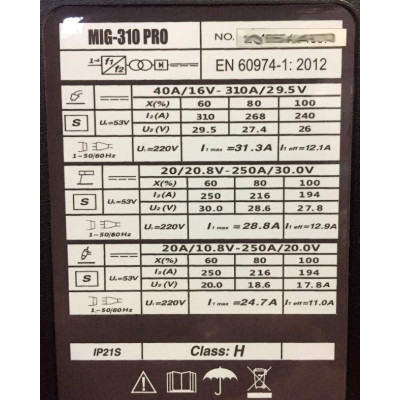 MIG-310 PRO NO.
f1 f2 EN 60974-1: 2012
40A/16V- 310A/29.5V
X(%) 60 80 100
S U₀=53V I2(A) 310 268 240
U2(V) 29.5 27.4 26
1~50/60Hz U₁=220V I1 max=31.3A I1 eff=12.1A
20/20.8V-250A/30.0V
X(%) 60 80 100
S U₀=53V I2(A) 250 216 194
U2(V) 30.0 28.6 27.8
1~50/60Hz U₁=220V I1 max=28.8A I1 eff=12.9A
20A/10.8V-250A/20.0V
X(%) 60 80 100
S U₀=53V I2(A) 250 216 194
U2(V) 20.0 18.6 17.8A
1~50/60Hz U₁=220V I1 max=24.7A I1 eff=11.0A
IP21S Class: H